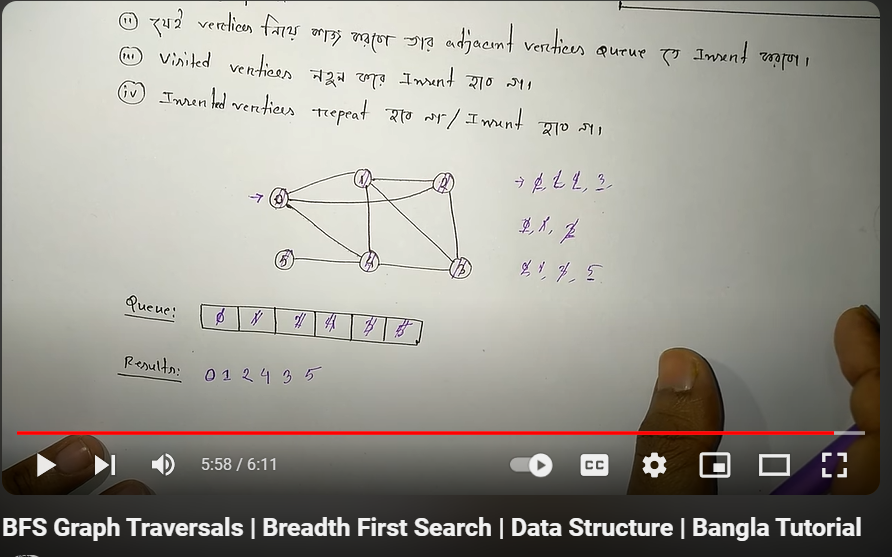 (ii) যেই vertices নিয়ে কাজ করবো তার adjacent vertices queue তে Insert করবো।
(iii) Visited vertices নতুন করে Insert হবে না।
(iv) Inserted vertices repeat হবে না / Insert হবে না।
0 1 2
→ 0, 2, 4, 3
0, 1, 3
5 4 3
2, 1, 3, 5
Queue: 0 1 2 4 3 5
Results: 0 1 2 4 3 5
5:58 / 6:11
CC
BFS Graph Traversals | Breadth First Search | Data Structure | Bangla Tutorial